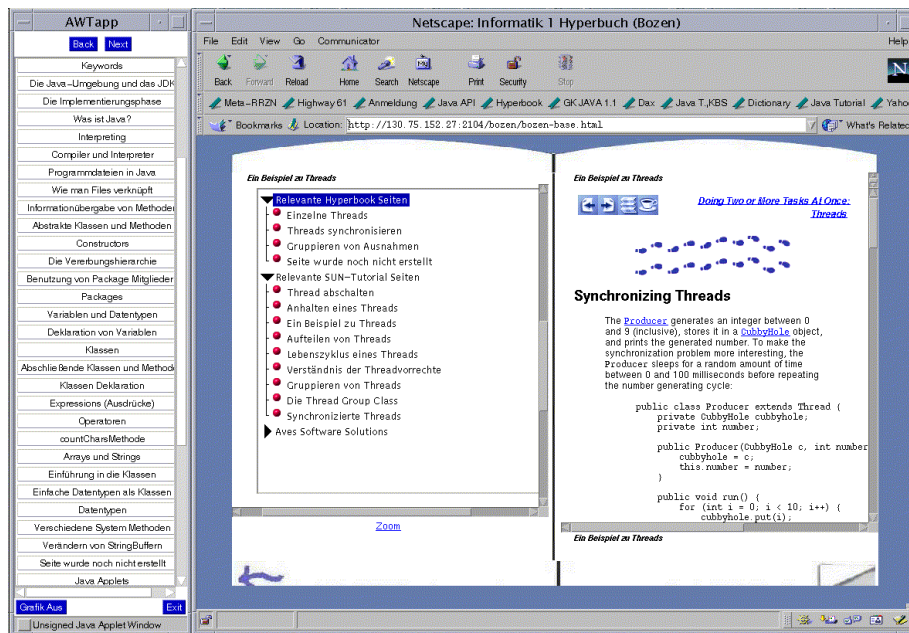 AWTapp
Back Next
Keywords
Die Java-Umgebung und das JDK
Die Implementierungsphase
Was ist Java?
Interpreting
Compiler und Interpreter
Programmdateien in Java
Wie man Files verknüpft
Informationübergabe von Methoden
Abstrakte Klassen und Methoden
Constructors
Die Vererbungshierarchie
Benutzung von Package Mitglieder
Packages
Variablen und Datentypen
Deklaration von Variablen
Klassen
Abschließende Klassen und Method
Klassen Deklaration
Expressions (Ausdrücke)
Operatoren
countCharsMethode
Arrays und Strings
Einführung in die Klassen
Einfache Datentypen als Klassen
Datentypen
Verschiedene System Methoden
Verändern von StringBuffern
Seite wurde noch nicht erstellt
Java Applets
Grafik Aus Exit
Unsigned Java Applet Window
Netscape: Informatik 1 Hyperbuch (Bozen)
File Edit View Go Communicator Help
Back Forward Reload Home Search Netscape Print Security Stop
N
Meta-RRZN Highway 61 Anmeldung Java API Hyperbook GK JAVA 1.1 Dax Java T.,KBS Dictionary Java Tutorial Yahoo
Bookmarks Location: http://130.75.152.27:2104/bozen/bozen-base.html What's Related
Ein Beispiel zu Threads
Relevante Hyperbook Seiten
Einzelne Threads
Threads synchronisieren
Gruppieren von Ausnahmen
Seite wurde noch nicht erstellt
Relevante SUN-Tutorial Seiten
Thread abschalten
Anhalten eines Threads
Ein Beispiel zu Threads
Aufteilen von Threads
Lebenszyklus eines Threads
Verständnis der Threadvorrechte
Gruppieren von Threads
Die Thread Group Class
Synchronizierte Threads
Aves Software Solutions
Zoom
Ein Beispiel zu Threads
Doing Two or More Tasks At Once:
Threads
Synchronizing Threads
The Producer generates an integer between 0
and 9 (inclusive), stores it in a CubbyHole object,
and prints the generated number. To make the
synchronization problem more interesting, the
Producer sleeps for a random amount of time
between 0 and 100 milliseconds before repeating
the number generating cycle:
public class Producer extends Thread {
private CubbyHole cubbyhole;
private int number;
public Producer(CubbyHole c, int number
cubbyhole = c;
this.number = number;
}
public void run() {
for (int i = 0; i < 10; i++) {
cubbyhole.put(i);
Ein Beispiel zu Threads